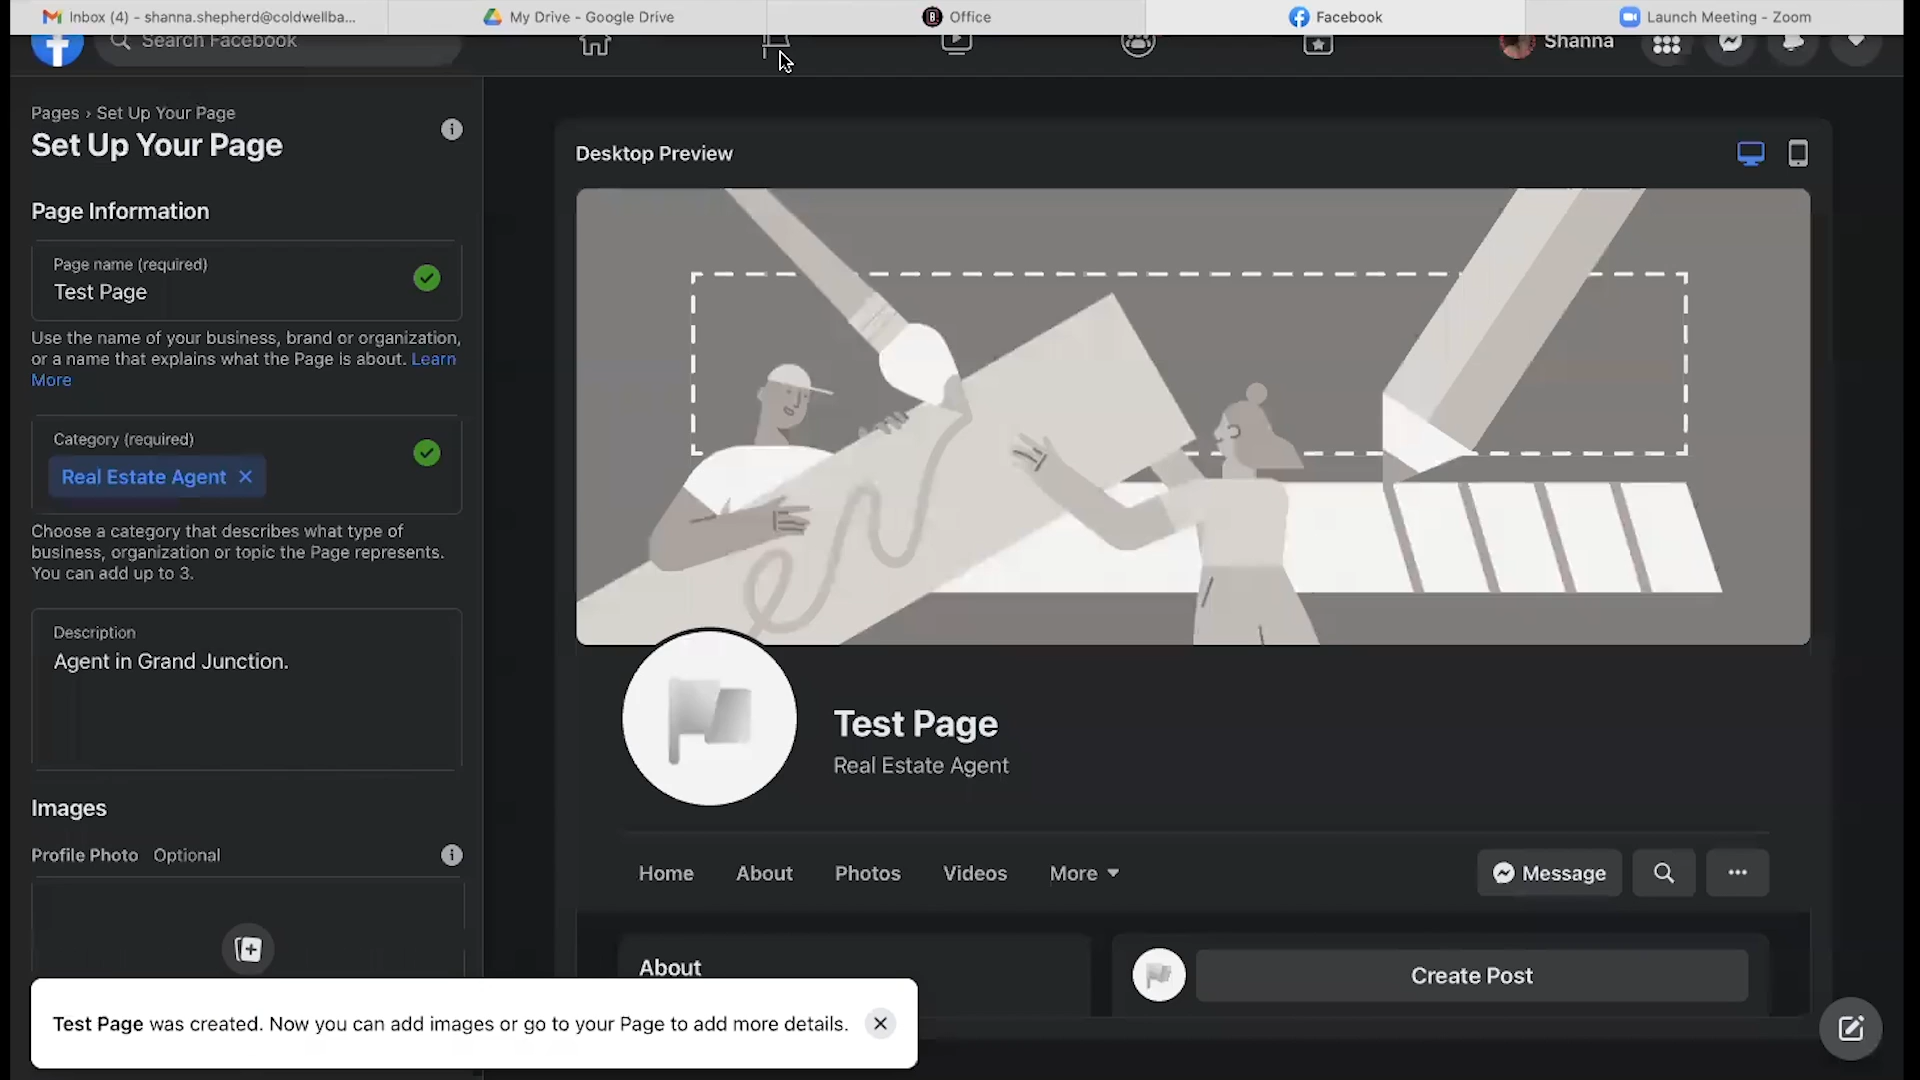 Inbox (4) - shanna.shepherd@coldwellba...
My Drive - Google Drive
Office
Facebook
Launch Meeting - Zoom
Search Facebook
Shanna
Pages › Set Up Your Page
Set Up Your Page
Page Information
Page name (required)
Test Page
Use the name of your business, brand or organization,
or a name that explains what the Page is about. Learn
More
Category (required)
Real Estate Agent
Choose a category that describes what type of
business, organization or topic the Page represents.
You can add up to 3.
Description
Agent in Grand Junction.
Images
Profile Photo Optional
Test Page was created. Now you can add images or go to your Page to add more details.
Desktop Preview
Test Page
Real Estate Agent
Home About Photos Videos More
Message
About
Create Post